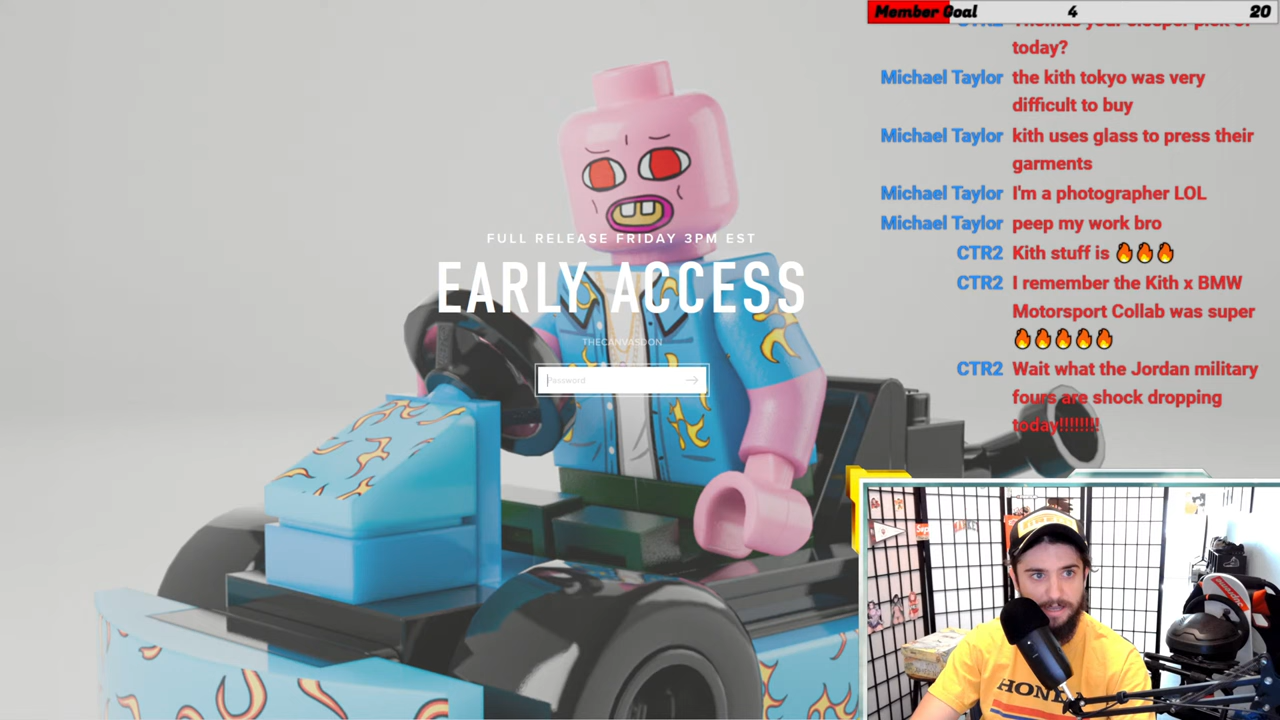 Member Goal 4 20
today?
Michael Taylor the kith tokyo was very
difficult to buy
Michael Taylor kith uses glass to press their
garments
Michael Taylor I'm a photographer LOL
Michael Taylor peep my work bro
CTR2 Kith stuff is 🔥🔥🔥
CTR2 I remember the Kith x BMW
Motorsport Collab was super
🔥🔥🔥🔥🔥
CTR2 Wait what the Jordan military
fours are shock dropping
today!!!!!!!!
FULL RELEASE FRIDAY 3PM EST
EARLY ACCESS
THECANVASDON
Password
HON